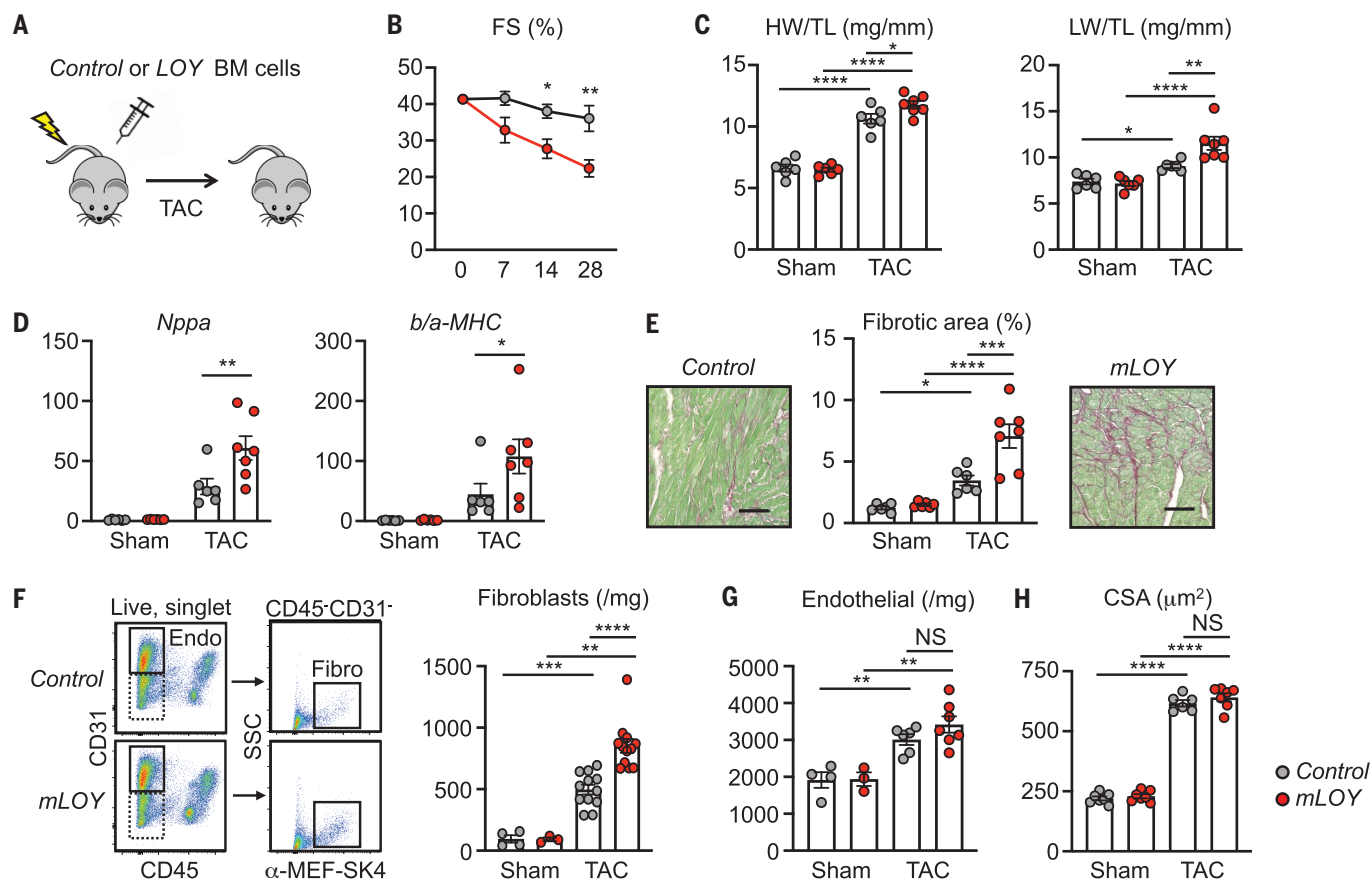 A
Control or LOY BM cells
TAC
B
FS (%)
50
40
30
20
10
0
0 7 14 28
* **
C
HW/TL (mg/mm)
15
10
5
0
**** **** *
Sham TAC
LW/TL (mg/mm)
20
15
10
5
0
* **** **
Sham TAC
D
Nppa
150
100
50
0
**
Sham TAC
b/a-MHC
300
200
100
0
*
Sham TAC
E
Control
Fibrotic area (%)
15
10
5
0
* **** ***
Sham TAC
mLOY
F
Live, singlet
CD45-CD31-
Endo
Fibro
Control
mLOY
CD31
SSC
CD45
α-MEF-SK4
Fibroblasts (/mg)
1500
1000
500
0
*** ** ****
Sham TAC
G
Endothelial (/mg)
5000
4000
3000
2000
1000
0
** ** NS
Sham TAC
H
CSA (μm²)
750
500
250
0
**** **** NS
Sham TAC
Control
mLOY